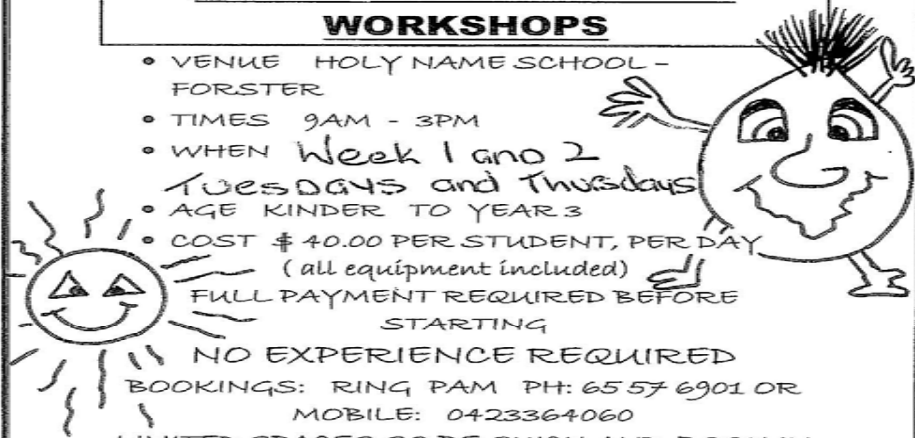 WORKSHOPS
• VENUE HOLY NAME SCHOOL –
FORSTER
• TIMES 9AM - 3PM
• WHEN Week 1 and 2
Tuesdays and Thursdays
• AGE KINDER TO YEAR 3
• COST $ 40.00 PER STUDENT, PER DAY
( all equipment included)
FULL PAYMENT REQUIRED BEFORE
STARTING
NO EXPERIENCE REQUIRED
BOOKINGS: RING PAM PH: 65 57 6901 OR
MOBILE: 0423364060